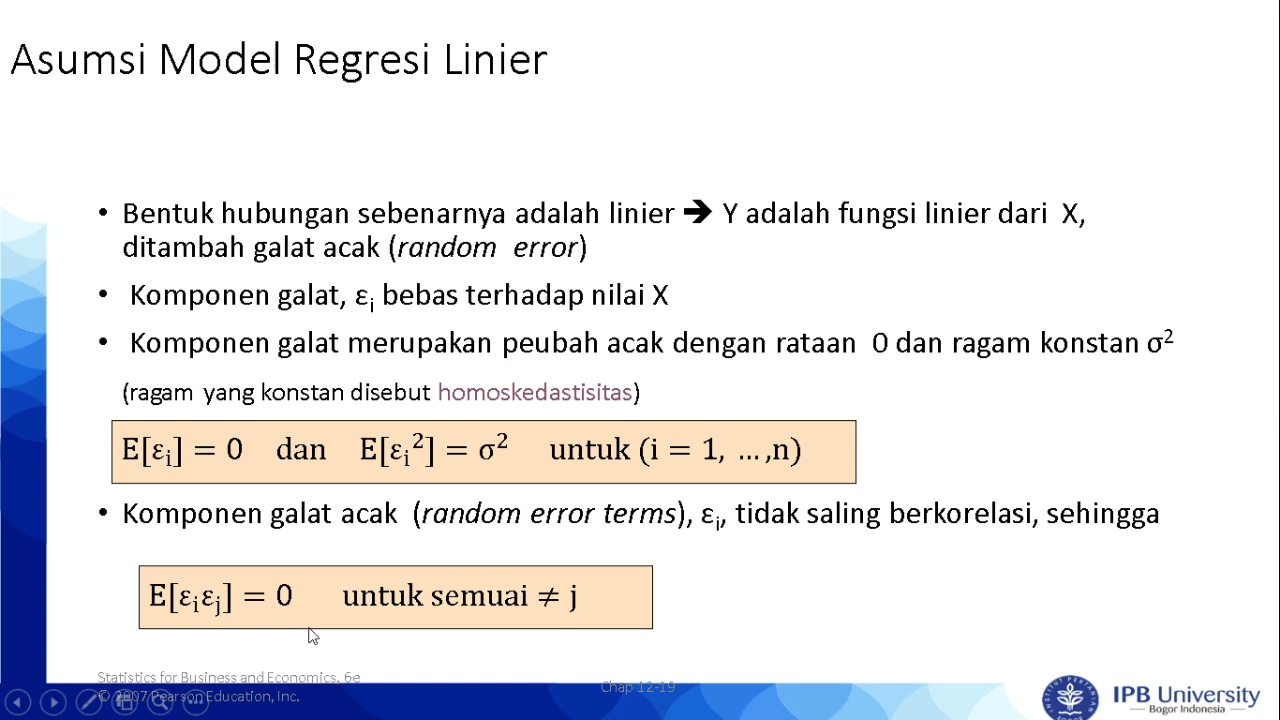 Asumsi Model Regresi Linier
• Bentuk hubungan sebenarnya adalah linier ➔ Y adalah fungsi linier dari X,
ditambah galat acak (random error)
• Komponen galat, εᵢ bebas terhadap nilai X
• Komponen galat merupakan peubah acak dengan rataan 0 dan ragam konstan σ²
(ragam yang konstan disebut homoskedastisitas)
E[εᵢ] = 0 dan E[εᵢ²] = σ² untuk (i = 1, … ,n)
• Komponen galat acak (random error terms), εᵢ, tidak saling berkorelasi, sehingga
E[εᵢεⱼ] = 0 untuk semuai ≠ j
Statistics for Business and Economics, 6e
© 2007 Pearson Education, Inc.
Chap 12-19
IPB University
Bogor Indonesia